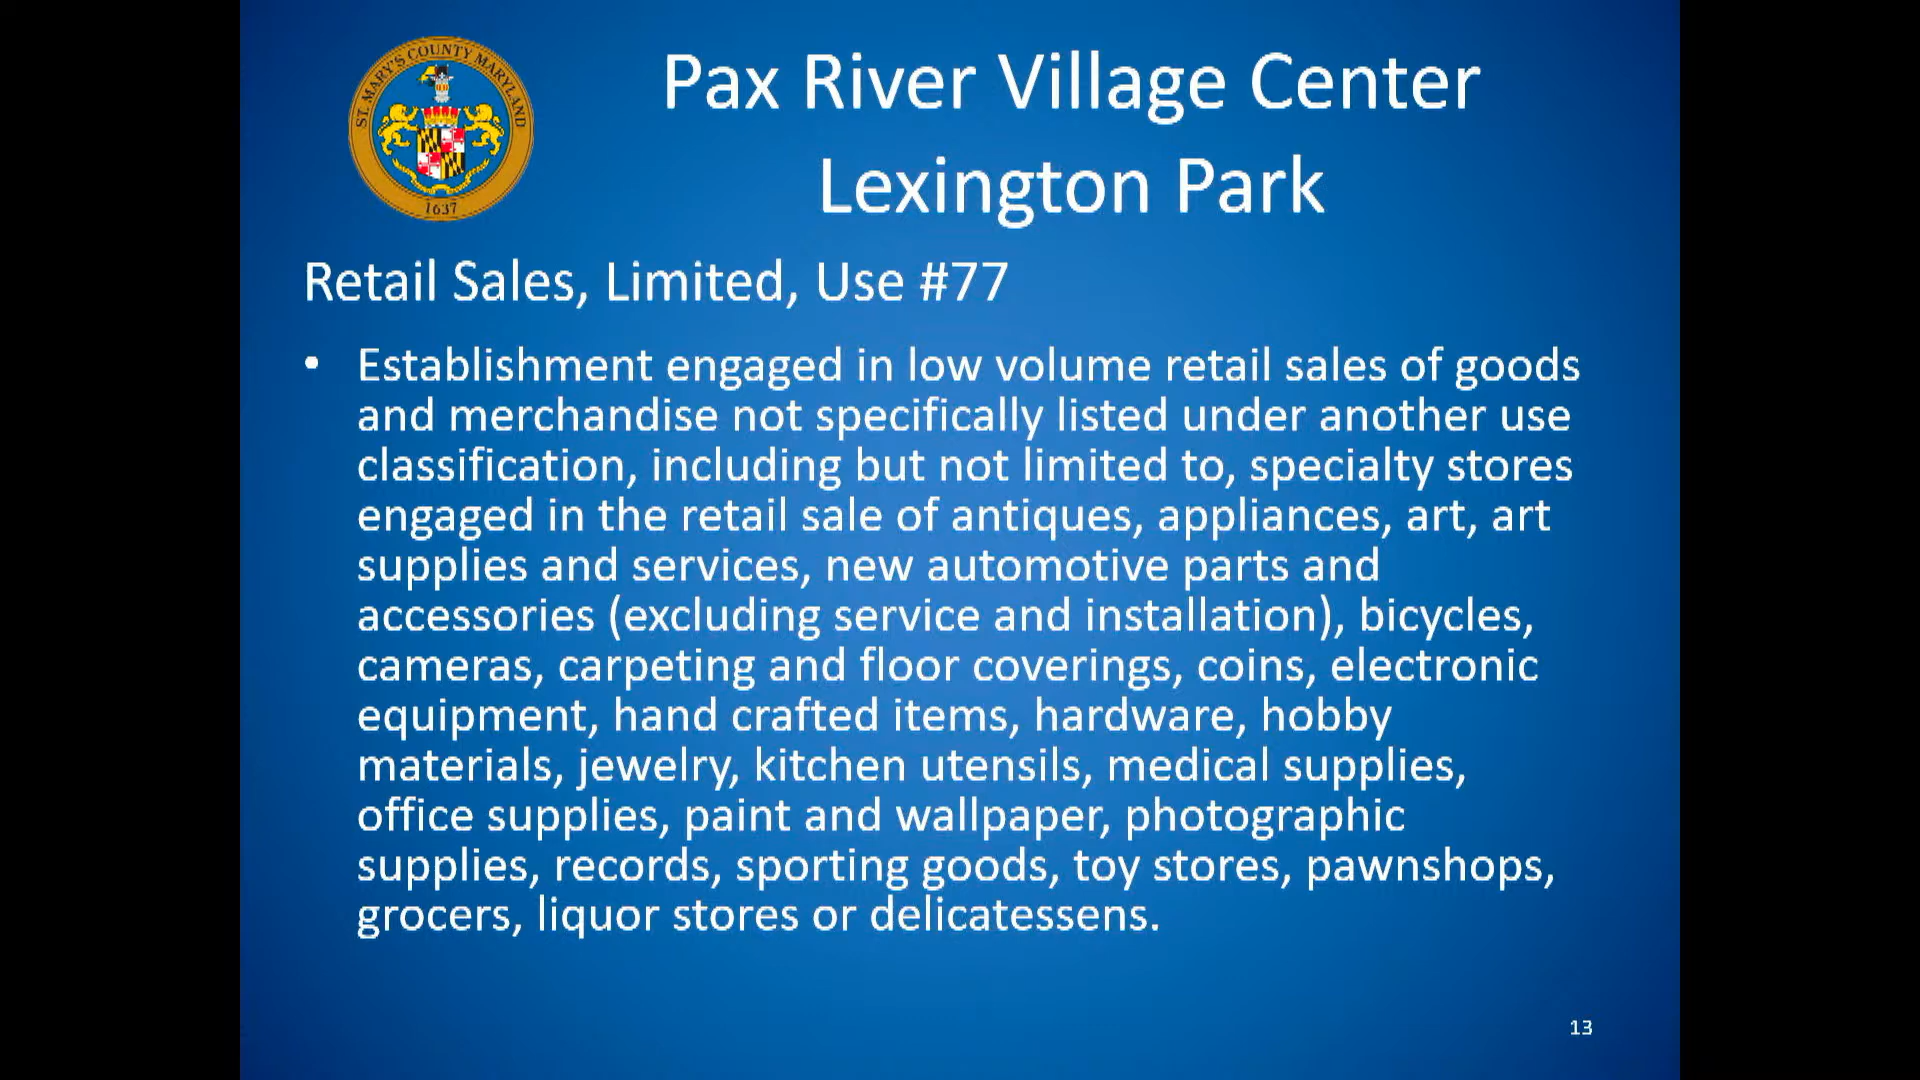 ST. MARY'S COUNTY MARYLAND
1637
Pax River Village Center
Lexington Park
Retail Sales, Limited, Use #77
• Establishment engaged in low volume retail sales of goods
and merchandise not specifically listed under another use
classification, including but not limited to, specialty stores
engaged in the retail sale of antiques, appliances, art, art
supplies and services, new automotive parts and
accessories (excluding service and installation), bicycles,
cameras, carpeting and floor coverings, coins, electronic
equipment, hand crafted items, hardware, hobby
materials, jewelry, kitchen utensils, medical supplies,
office supplies, paint and wallpaper, photographic
supplies, records, sporting goods, toy stores, pawnshops,
grocers, liquor stores or delicatessens.
13